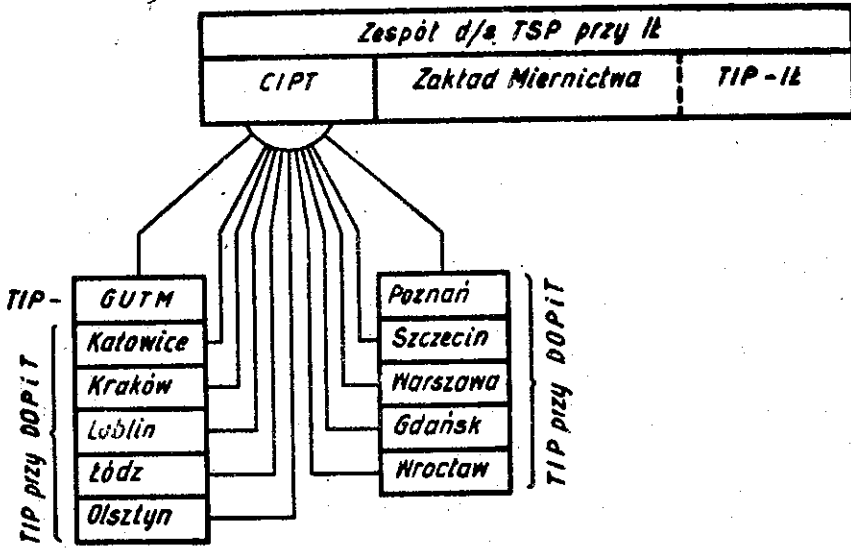 Zespół d/s TSP przy IŁ
CIPT
Zakład Miernictwa
TIP-IŁ
TIP-
GUTM
Katowice
Kraków
Lublin
Łódź
Olsztyn
TIP przy DOPiT
Poznań
Szczecin
Warszawa
Gdańsk
Wrocław
TIP przy DOPiT